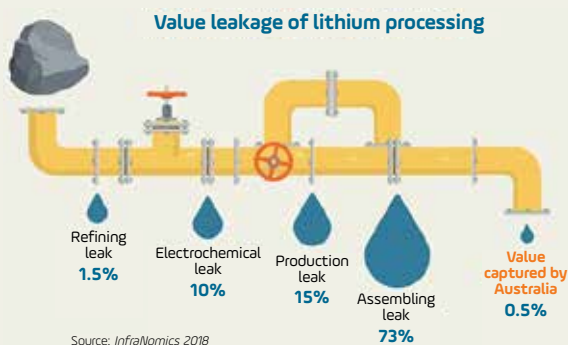 Value leakage of lithium processing
Refining
leak
1.5%
Electrochemical
leak
10%
Production
leak
15%
Assembling
leak
73%
Value
captured by
Australia
0.5%
Source: InfraNomics 2018